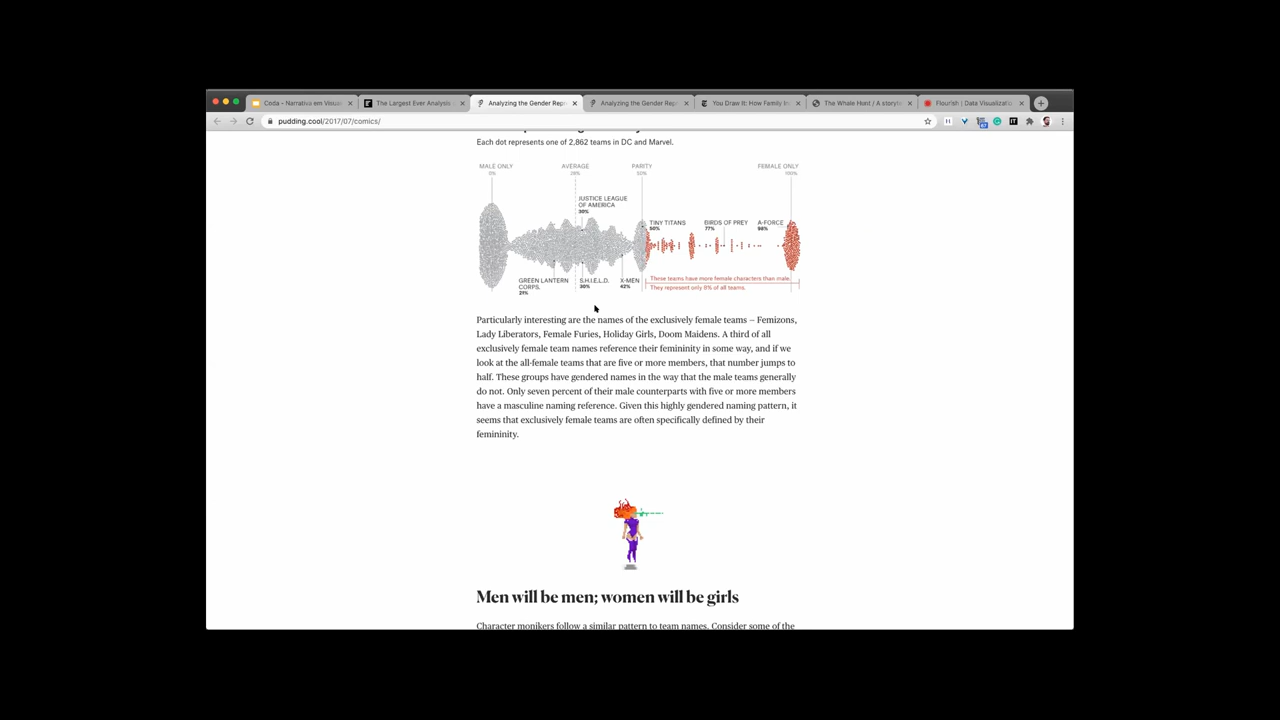 Coda – Narrativa em Visual
The Largest Ever Analysis
Analyzing the Gender Repr
Analyzing the Gender Repr
You Draw It: How Family In
The Whale Hunt / A storyt
Flourish | Data Visualizati
pudding.cool/2017/07/comics/
Each dot represents one of 2,862 teams in DC and Marvel.
MALE ONLY AVERAGE PARITY FEMALE ONLY
0% 50% 100%
JUSTICE LEAGUE
OF AMERICA
30%
TINY TITANS BIRDS OF PREY A-FORCE
50% 77% 98%
GREEN LANTERN S.H.I.E.L.D. X-MEN
CORPS. 30% 42%
21%
These teams have more female characters than male.
They represent only 8% of all teams.
Particularly interesting are the names of the exclusively female teams — Femizons,
Lady Liberators, Female Furies, Holiday Girls, Doom Maidens. A third of all
exclusively female team names reference their femininity in some way, and if we
look at the all-female teams that are five or more members, that number jumps to
half. These groups have gendered names in the way that the male teams generally
do not. Only seven percent of their male counterparts with five or more members
have a masculine naming reference. Given this highly gendered naming pattern, it
seems that exclusively female teams are often specifically defined by their
femininity.
Men will be men; women will be girls
Character monikers follow a similar pattern to team names. Consider some of the